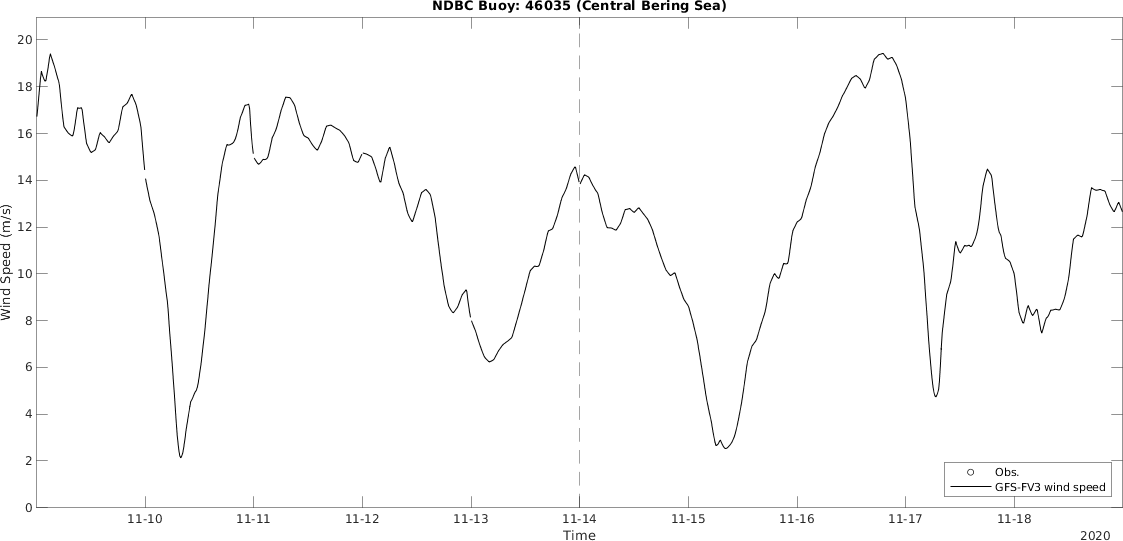 NDBC Buoy: 46035 (Central Bering Sea)
Wind Speed (m/s)
20
18
16
14
12
10
8
6
4
2
0
Obs.
GFS-FV3 wind speed
11-10 11-11 11-12 11-13 11-14 11-15 11-16 11-17 11-18
Time
2020